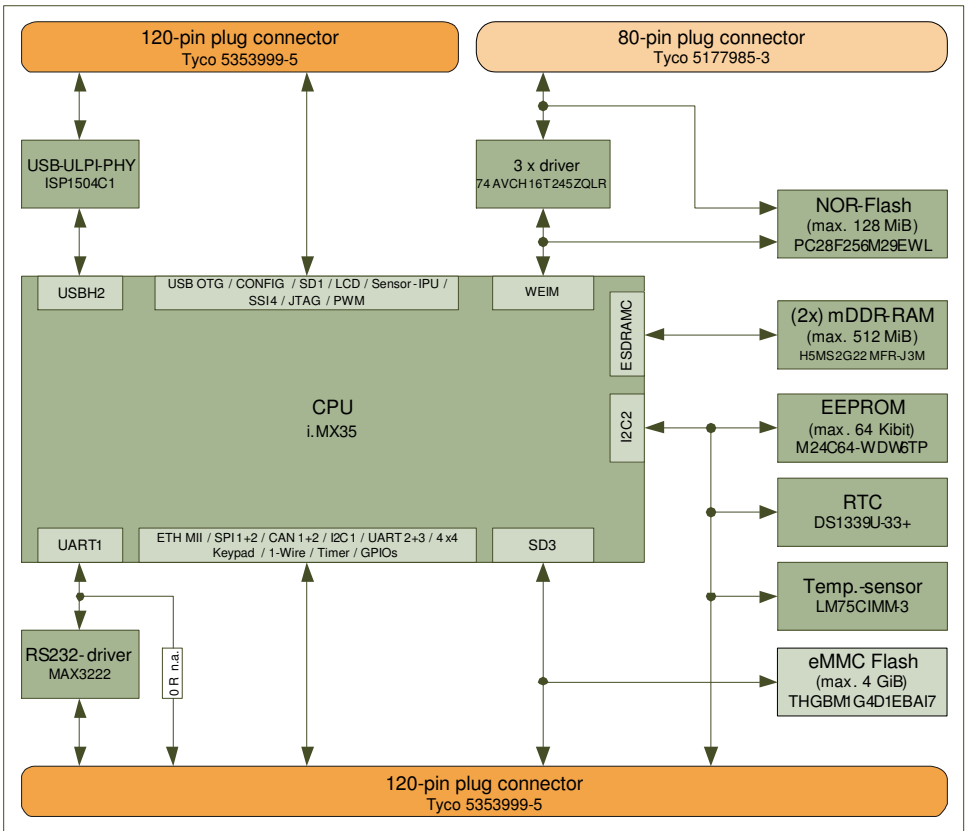 120-pin plug connector
Tyco 5353999-5
80-pin plug connector
Tyco 5177985-3
USB-ULPI-PHY
ISP1504C1
3 x driver
74AVCH16T245ZQLR
NOR-Flash
(max. 128 MiB)
PC28F256M29EWL
USBH2
USB OTG / CONFIG / SD1 / LCD / Sensor-IPU /
SSI4 / JTAG / PWM
WEIM
ESDRAMC
(2x) mDDR-RAM
(max. 512 MiB)
H5MS2G22MFR-J3M
CPU
i.MX35
I2C2
EEPROM
(max. 64 Kibit)
M24C64-WDW6TP
RTC
DS1339U-33+
UART1
ETH MII / SPI 1+2 / CAN 1+2 / I2C1 / UART 2+3 / 4x4
Keypad / 1-Wire / Timer / GPIOs
SD3
Temp.-sensor
LM75CIMM-3
RS232-driver
MAX3222
0 R n.a.
eMMC Flash
(max. 4 GiB)
THGBM1G4D1EBAI7
120-pin plug connector
Tyco 5353999-5